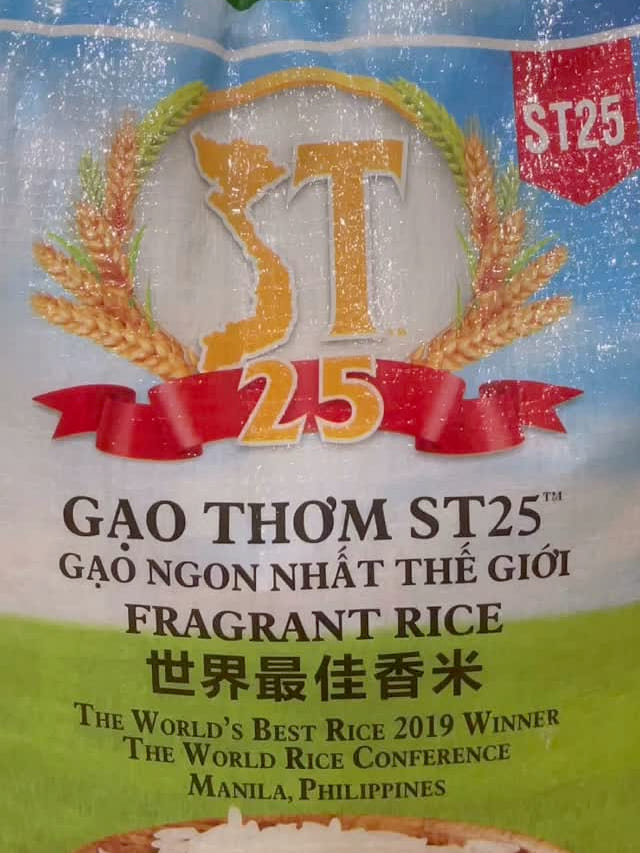 ST25
ST
25
GẠO THƠM ST25™
GẠO NGON NHẤT THẾ GIỚI
FRAGRANT RICE
世界最佳香米
THE WORLD'S BEST RICE 2019 WINNER
THE WORLD RICE CONFERENCE
MANILA, PHILIPPINES